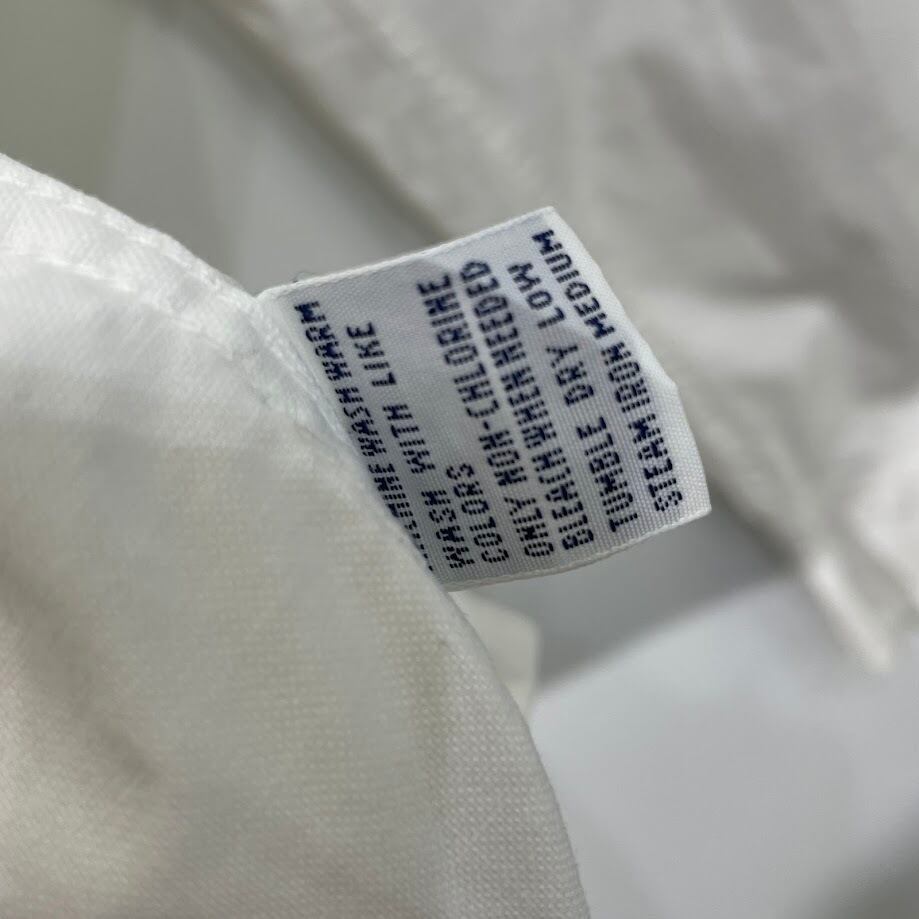 MACHINE WASH WARM
WASH WITH LIKE
COLORS
ONLY NON-CHLORINE
BLEACH WHEN NEEDED
TUMBLE DRY LOW
STEAM IRON MEDIUM